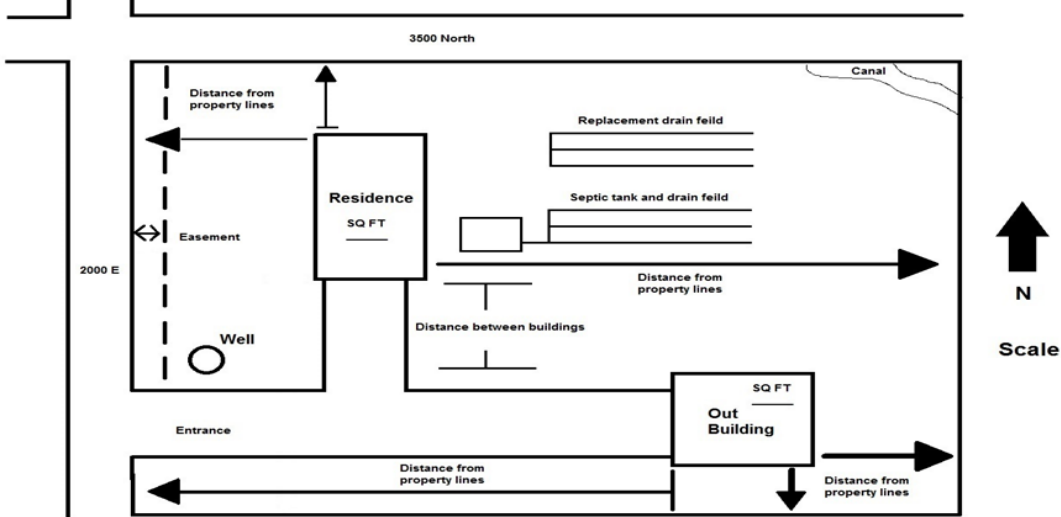 3500 North
Canal
Distance from
property lines
Replacement drain feild
Residence
SQ FT
Septic tank and drain feild
Easement
2000 E
Distance from
property lines
N
Distance between buildings
Well
Scale
SQ FT
Out
Building
Entrance
Distance from
property lines
Distance from
property lines